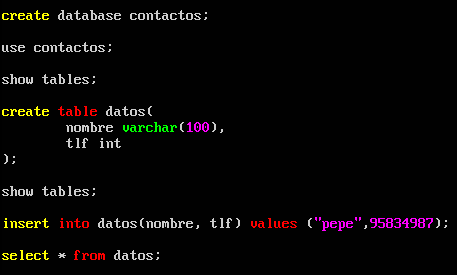 create database contactos;
use contactos;
show tables;
create table datos(
nombre varchar(100),
tlf int
);
show tables;
insert into datos(nombre, tlf) values ("pepe",95834987);
select * from datos;